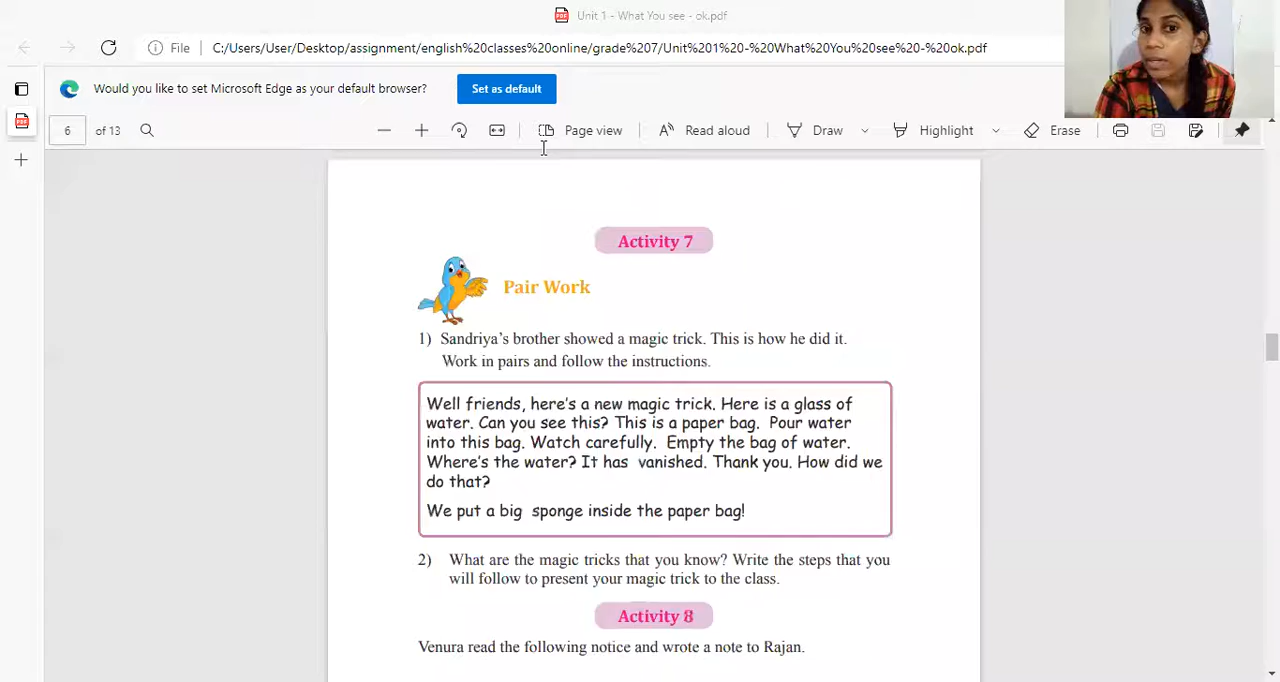 Unit 1 - What You see - ok.pdf
File C:/Users/User/Desktop/assignment/english%20classes%20online/grade%207/Unit%201%20-%20What%20You%20see%20-%20ok.pdf
Would you like to set Microsoft Edge as your default browser? Set as default
6 of 13 Page view Read aloud Draw Highlight Erase
Activity 7
Pair Work
1) Sandriya's brother showed a magic trick. This is how he did it.
Work in pairs and follow the instructions.
Well friends, here's a new magic trick. Here is a glass of
water. Can you see this? This is a paper bag. Pour water
into this bag. Watch carefully. Empty the bag of water.
Where's the water? It has vanished. Thank you. How did we
do that?
We put a big sponge inside the paper bag!
2) What are the magic tricks that you know? Write the steps that you
will follow to present your magic trick to the class.
Activity 8
Venura read the following notice and wrote a note to Rajan.